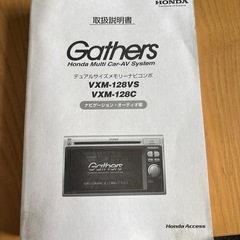 HONDA
取扱説明書
Gathers
Honda Multi Car-AV System
デュアルサイズメモリーナビコンポ
VXM-128VS
VXM-128C
ナビゲーション・オーディオ編
Gathers
Honda Access